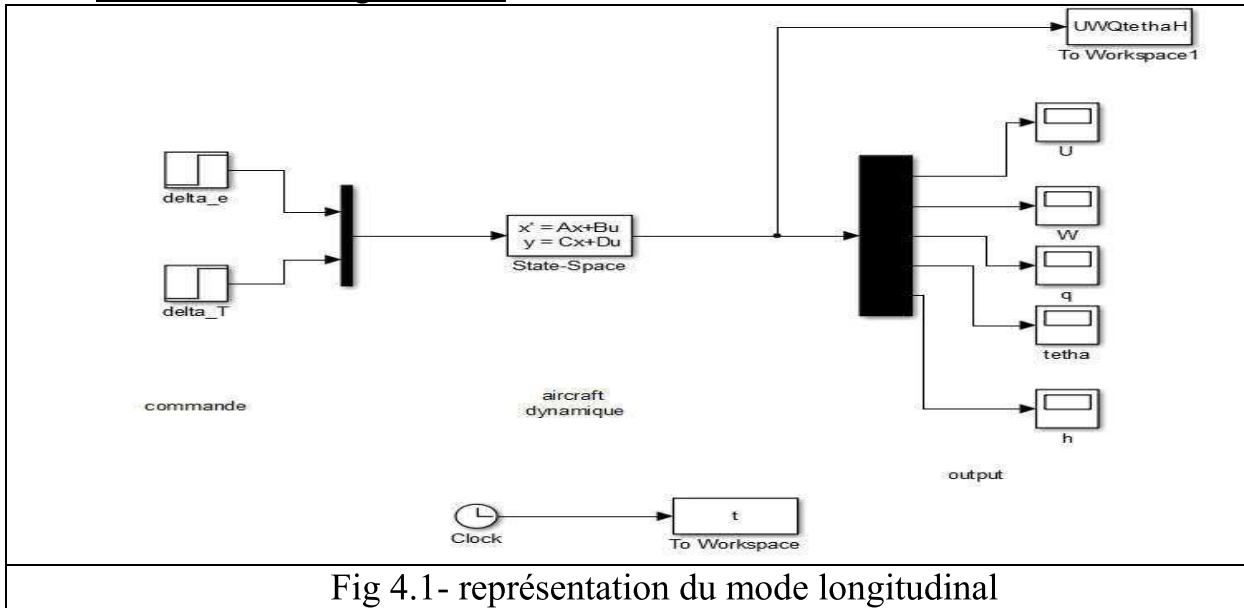 UWQtethaH
To Workspace1
U
delta_e
W
x' = Ax+Bu
y = Cx+Du
State-Space
q
delta_T
tetha
commande
aircraft
dynamique
h
output
Clock
t
To Workspace
Fig 4.1- représentation du mode longitudinal